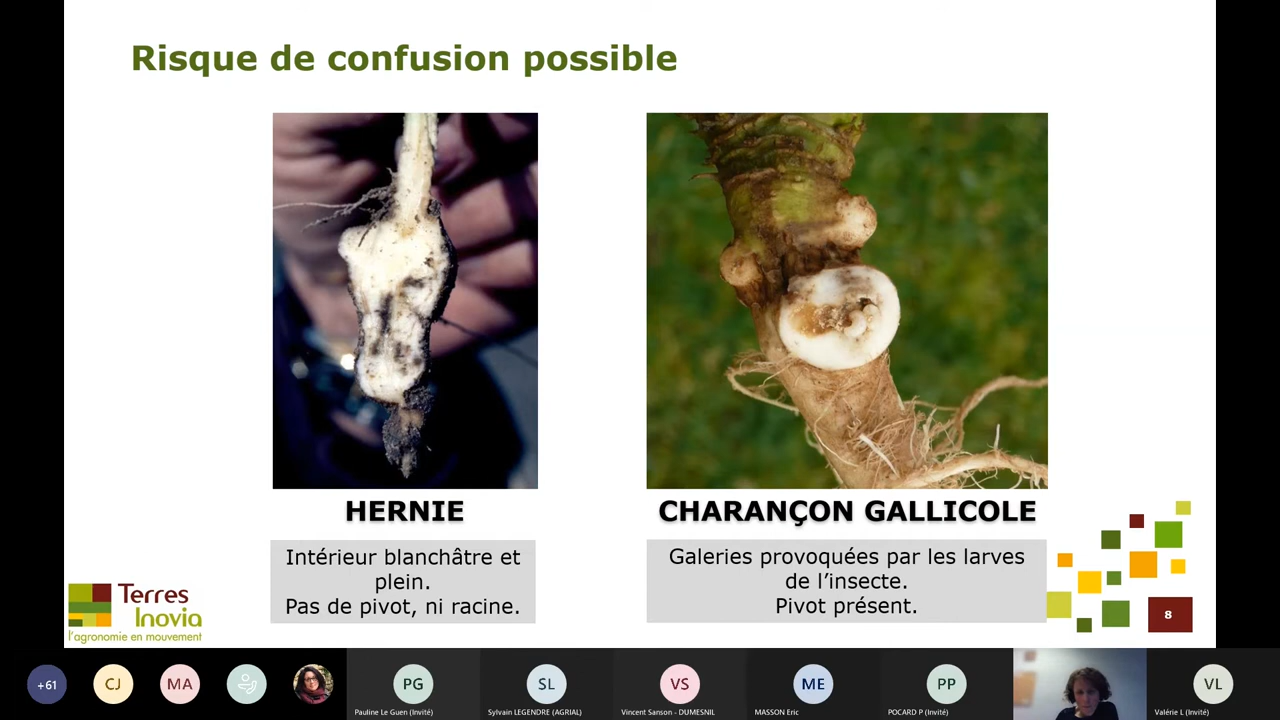 Risque de confusion possible
HERNIE
CHARANÇON GALLICOLE
Intérieur blanchâtre et
plein.
Pas de pivot, ni racine.
Galeries provoquées par les larves
de l’insecte.
Pivot présent.
Terres
Inovia
l’agronomie en mouvement
8
+61
CJ
MA
PG
SL
VS
ME
PP
VL
Pauline Le Guen (Invité)
Sylvain LEGENDRE (AGRIAL)
Vincent Sanson - DUMESNIL
MASSON Eric
POCARD P (Invité)
Valérie L (Invité)